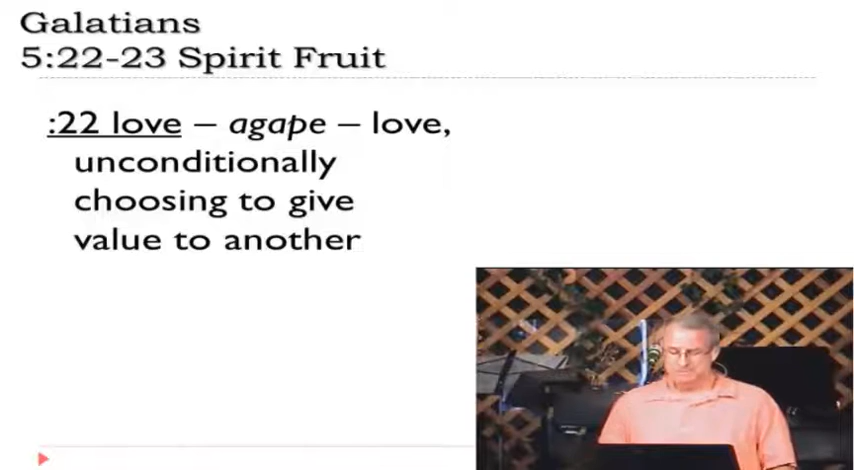 Galatians
5:22-23 Spirit Fruit
:22 love – agape – love,
unconditionally
choosing to give
value to another